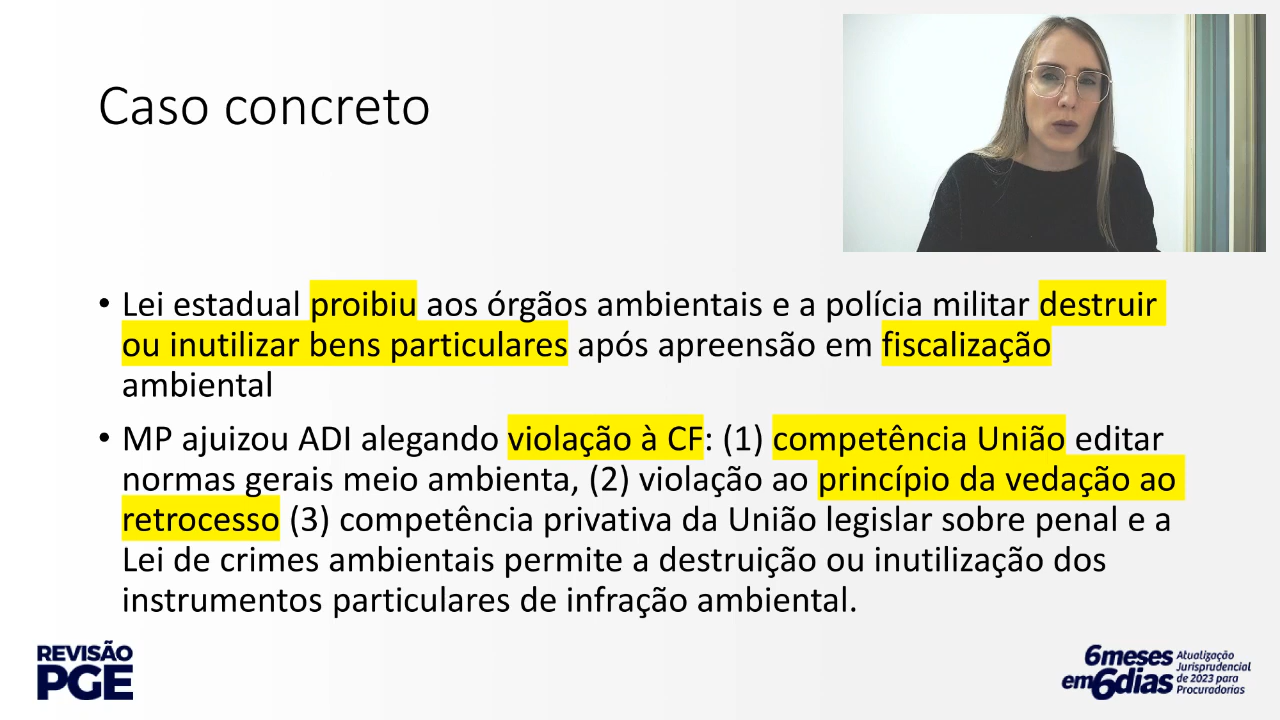 Caso concreto
• Lei estadual proibiu aos órgãos ambientais e a polícia militar destruir
ou inutilizar bens particulares após apreensão em fiscalização
ambiental
• MP ajuizou ADI alegando violação à CF: (1) competência União editar
normas gerais meio ambienta, (2) violação ao princípio da vedação ao
retrocesso (3) competência privativa da União legislar sobre penal e a
Lei de crimes ambientais permite a destruição ou inutilização dos
instrumentos particulares de infração ambiental.
REVISÃO
PGE
6meses
em6dias
Atualização
Jurisprudencial
de 2023 para
Procuradorias